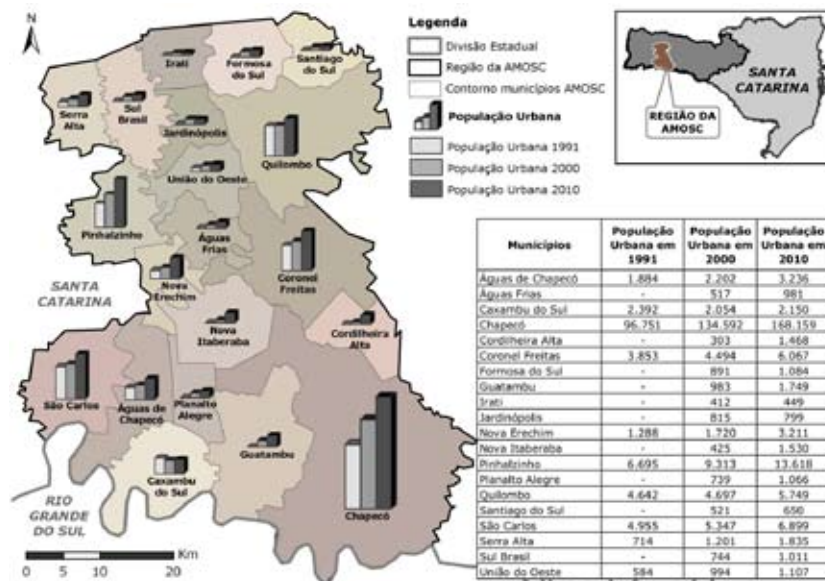 N
Irati
Formosa
do Sul
Santiago
do Sul
Serra
Alta
Sul
Brasil
Jardinópolis
Quilombo
União do Oeste
Pinhalzinho
Águas
Frias
Coronel
Freitas
Nova
Erechim
SANTA
CATARINA
Nova
Itaberaba
Cordilheira
Alta
São Carlos
Águas de
Chapecó
Planalto
Alegre
Guatambu
Caxambu
do Sul
Chapecó
RIO
GRANDE
DO SUL
Km
0 5 10 20
Legenda
Divisão Estadual
Região da AMOSC
Contorno municípios AMOSC
População Urbana
População Urbana 1991
População Urbana 2000
População Urbana 2010
SANTA
CATARINA
REGIÃO DA
AMOSC
Municípios População Urbana em 1991 População Urbana em 2000 População Urbana em 2010
Águas de Chapecó 1.884 2.202 3.236
Águas Frias - 517 981
Caxambu do Sul 2.392 2.054 2.150
Chapecó 96.751 134.592 168.159
Cordilheira Alta - 303 1.468
Coronel Freitas 3.853 4.494 6.067
Formosa do Sul - 891 1.084
Guatambu - 983 1.749
Irati - 412 449
Jardinópolis - 815 799
Nova Erechim 1.288 1.720 3.211
Nova Itaberaba - 425 1.530
Pinhalzinho 6.695 9.313 13.618
Planalto Alegre - 739 1.066
Quilombo 4.642 4.697 5.749
Santiago do Sul - 521 650
São Carlos 4.955 5.347 6.899
Serra Alta 714 1.201 1.835
Sul Brasil - 744 1.011
União do Oeste 584 994 1.107